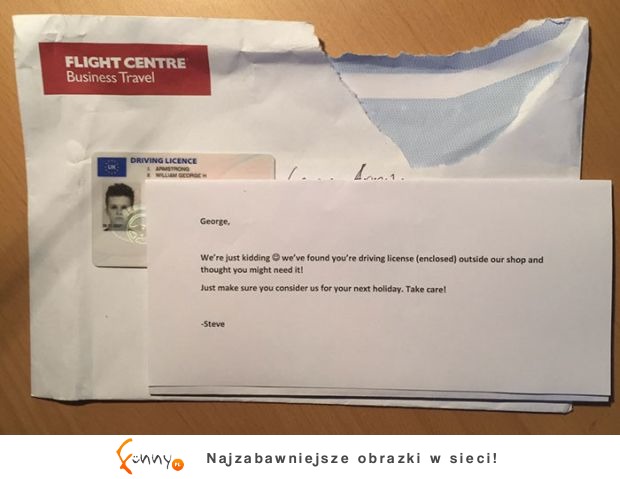 FLIGHT CENTRE
Business Travel
UK
DRIVING LICENCE
1. ARMSTRONG
2. WILLIAM GEORGE H
George,
We're just kidding ☺ we've found you're driving license (enclosed) outside our shop and
thought you might need it!
Just make sure you consider us for your next holiday. Take care!
-Steve
funny.PL
Najzabawniejsze obrazki w sieci!